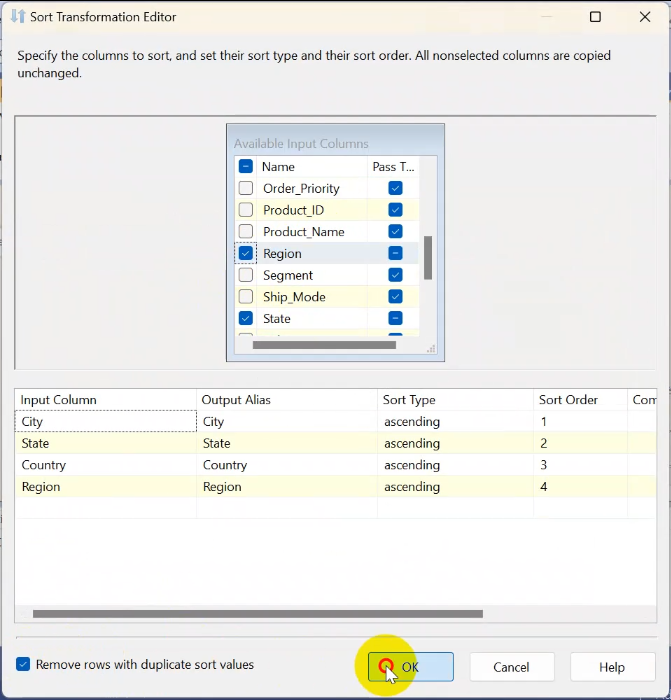 Sort Transformation Editor
Specify the columns to sort, and set their sort type and their sort order. All nonselected columns are copied
unchanged.
Available Input Columns
Name Pass T...
Order_Priority
Product_ID
Product_Name
Region
Segment
Ship_Mode
State
Input Column Output Alias Sort Type Sort Order Com
City City ascending 1
State State ascending 2
Country Country ascending 3
Region Region ascending 4
Remove rows with duplicate sort values OK Cancel Help